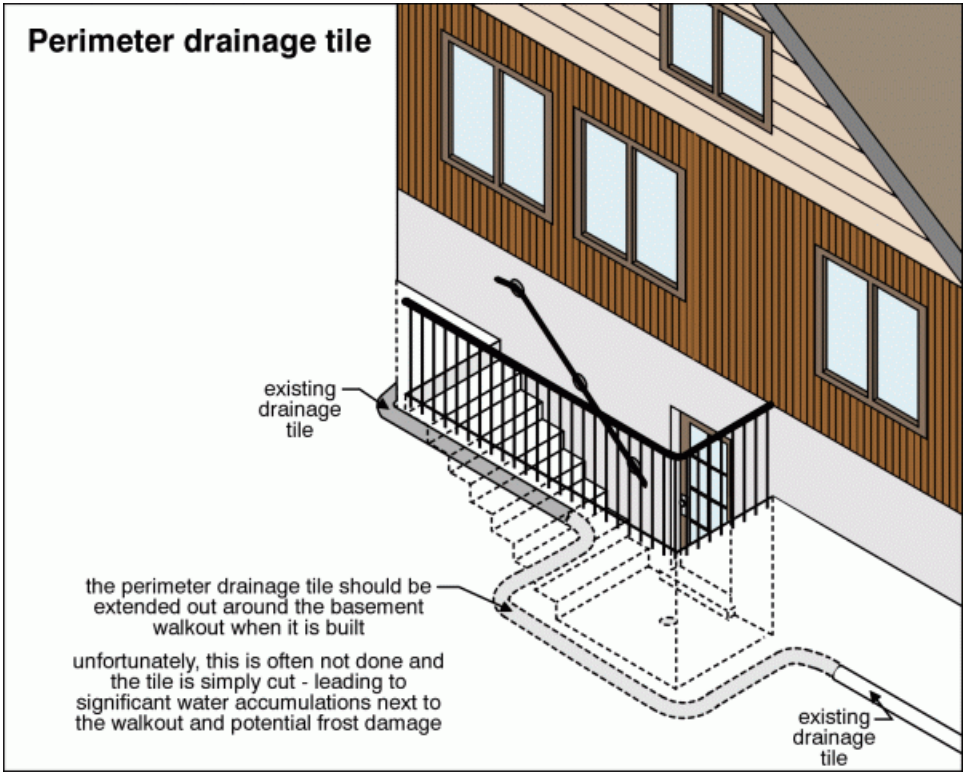 Perimeter drainage tile
existing
drainage
tile
the perimeter drainage tile should be
extended out around the basement
walkout when it is built
unfortunately, this is often not done and
the tile is simply cut - leading to
significant water accumulations next to
the walkout and potential frost damage
existing
drainage
tile